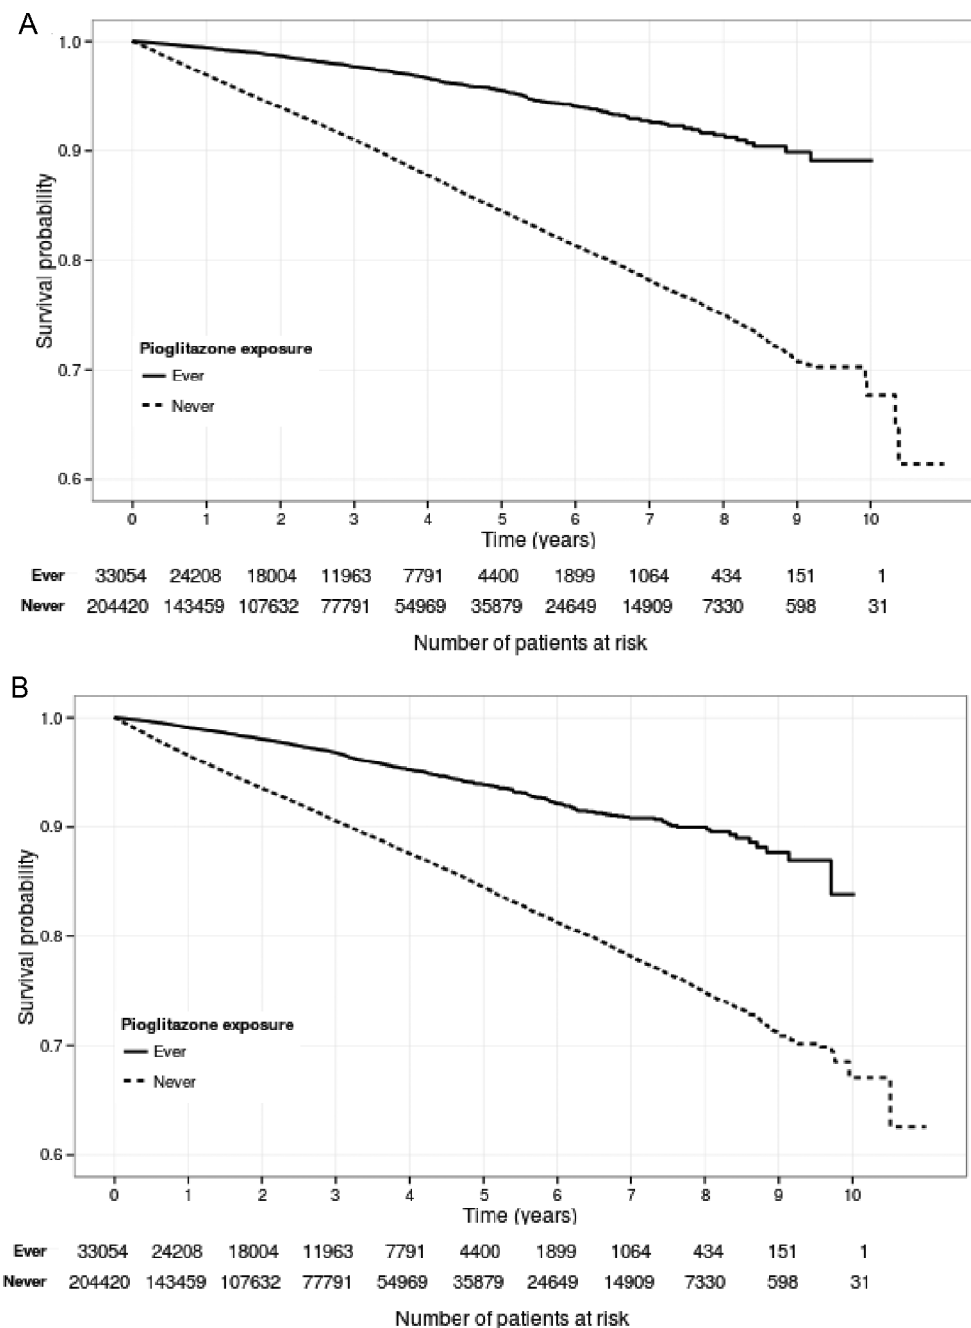 A
1.0
0.9
0.8
0.7
0.6
Survival probability
Pioglitazone exposure
Ever
Never
0 1 2 3 4 5 6 7 8 9 10
Time (years)
Ever 33054 24208 18004 11963 7791 4400 1899 1064 434 151 1
Never 204420 143459 107632 77791 54969 35879 24649 14909 7330 598 31
Number of patients at risk
B
1.0
0.9
0.8
0.7
0.6
Survival probability
Pioglitazone exposure
Ever
Never
0 1 2 3 4 5 6 7 8 9 10
Time (years)
Ever 33054 24208 18004 11963 7791 4400 1899 1064 434 151 1
Never 204420 143459 107632 77791 54969 35879 24649 14909 7330 598 31
Number of patients at risk